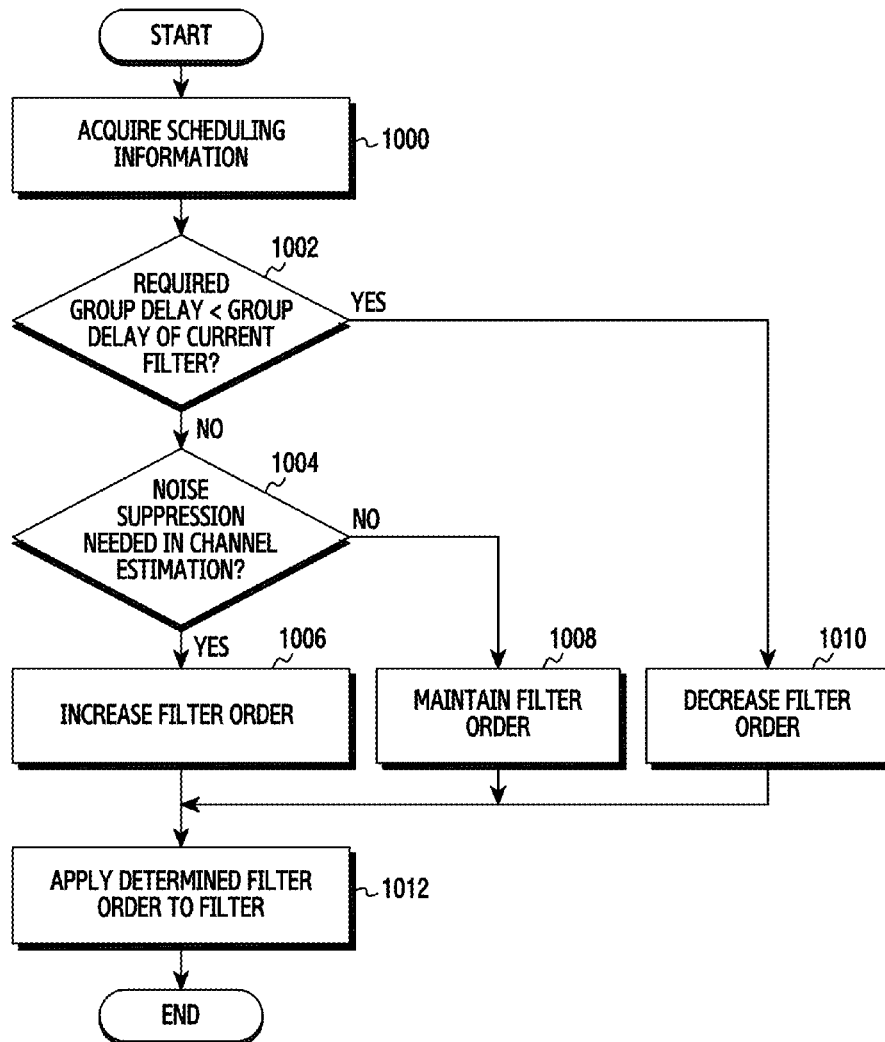 START
ACQUIRE SCHEDULING
INFORMATION
1000
1002
REQUIRED
GROUP DELAY < GROUP
DELAY OF CURRENT
FILTER?
YES
NO
1004
NOISE
SUPPRESSION
NEEDED IN CHANNEL
ESTIMATION?
NO
YES
1006
INCREASE FILTER ORDER
1008
MAINTAIN FILTER
ORDER
1010
DECREASE FILTER
ORDER
APPLY DETERMINED FILTER
ORDER TO FILTER
1012
END